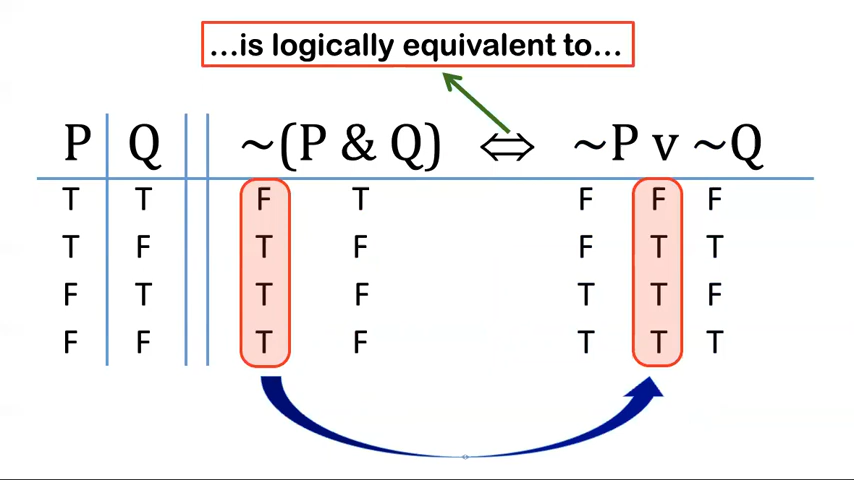 ...is logically equivalent to...
P Q ~(P & Q) ⇔ ~P v ~Q
T T F T F F F
T F T F F T T
F T T F T T F
F F T F T T T